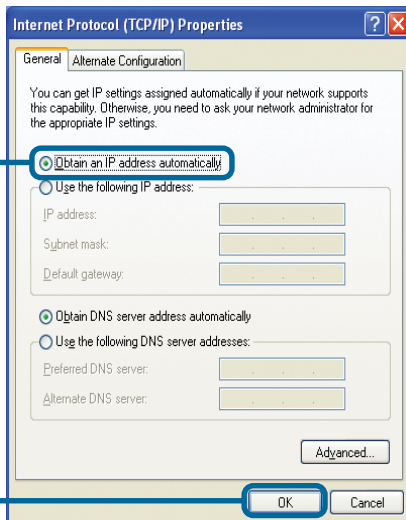 Internet Protocol (TCP/IP) Properties
General
Alternate Configuration
You can get IP settings assigned automatically if your network supports
this capability. Otherwise, you need to ask your network administrator for
the appropriate IP settings.
Obtain an IP address automatically
Use the following IP address:
IP address:
Subnet mask:
Default gateway:
Obtain DNS server address automatically
Use the following DNS server addresses:
Preferred DNS server:
Alternate DNS server:
Advanced...
OK
Cancel